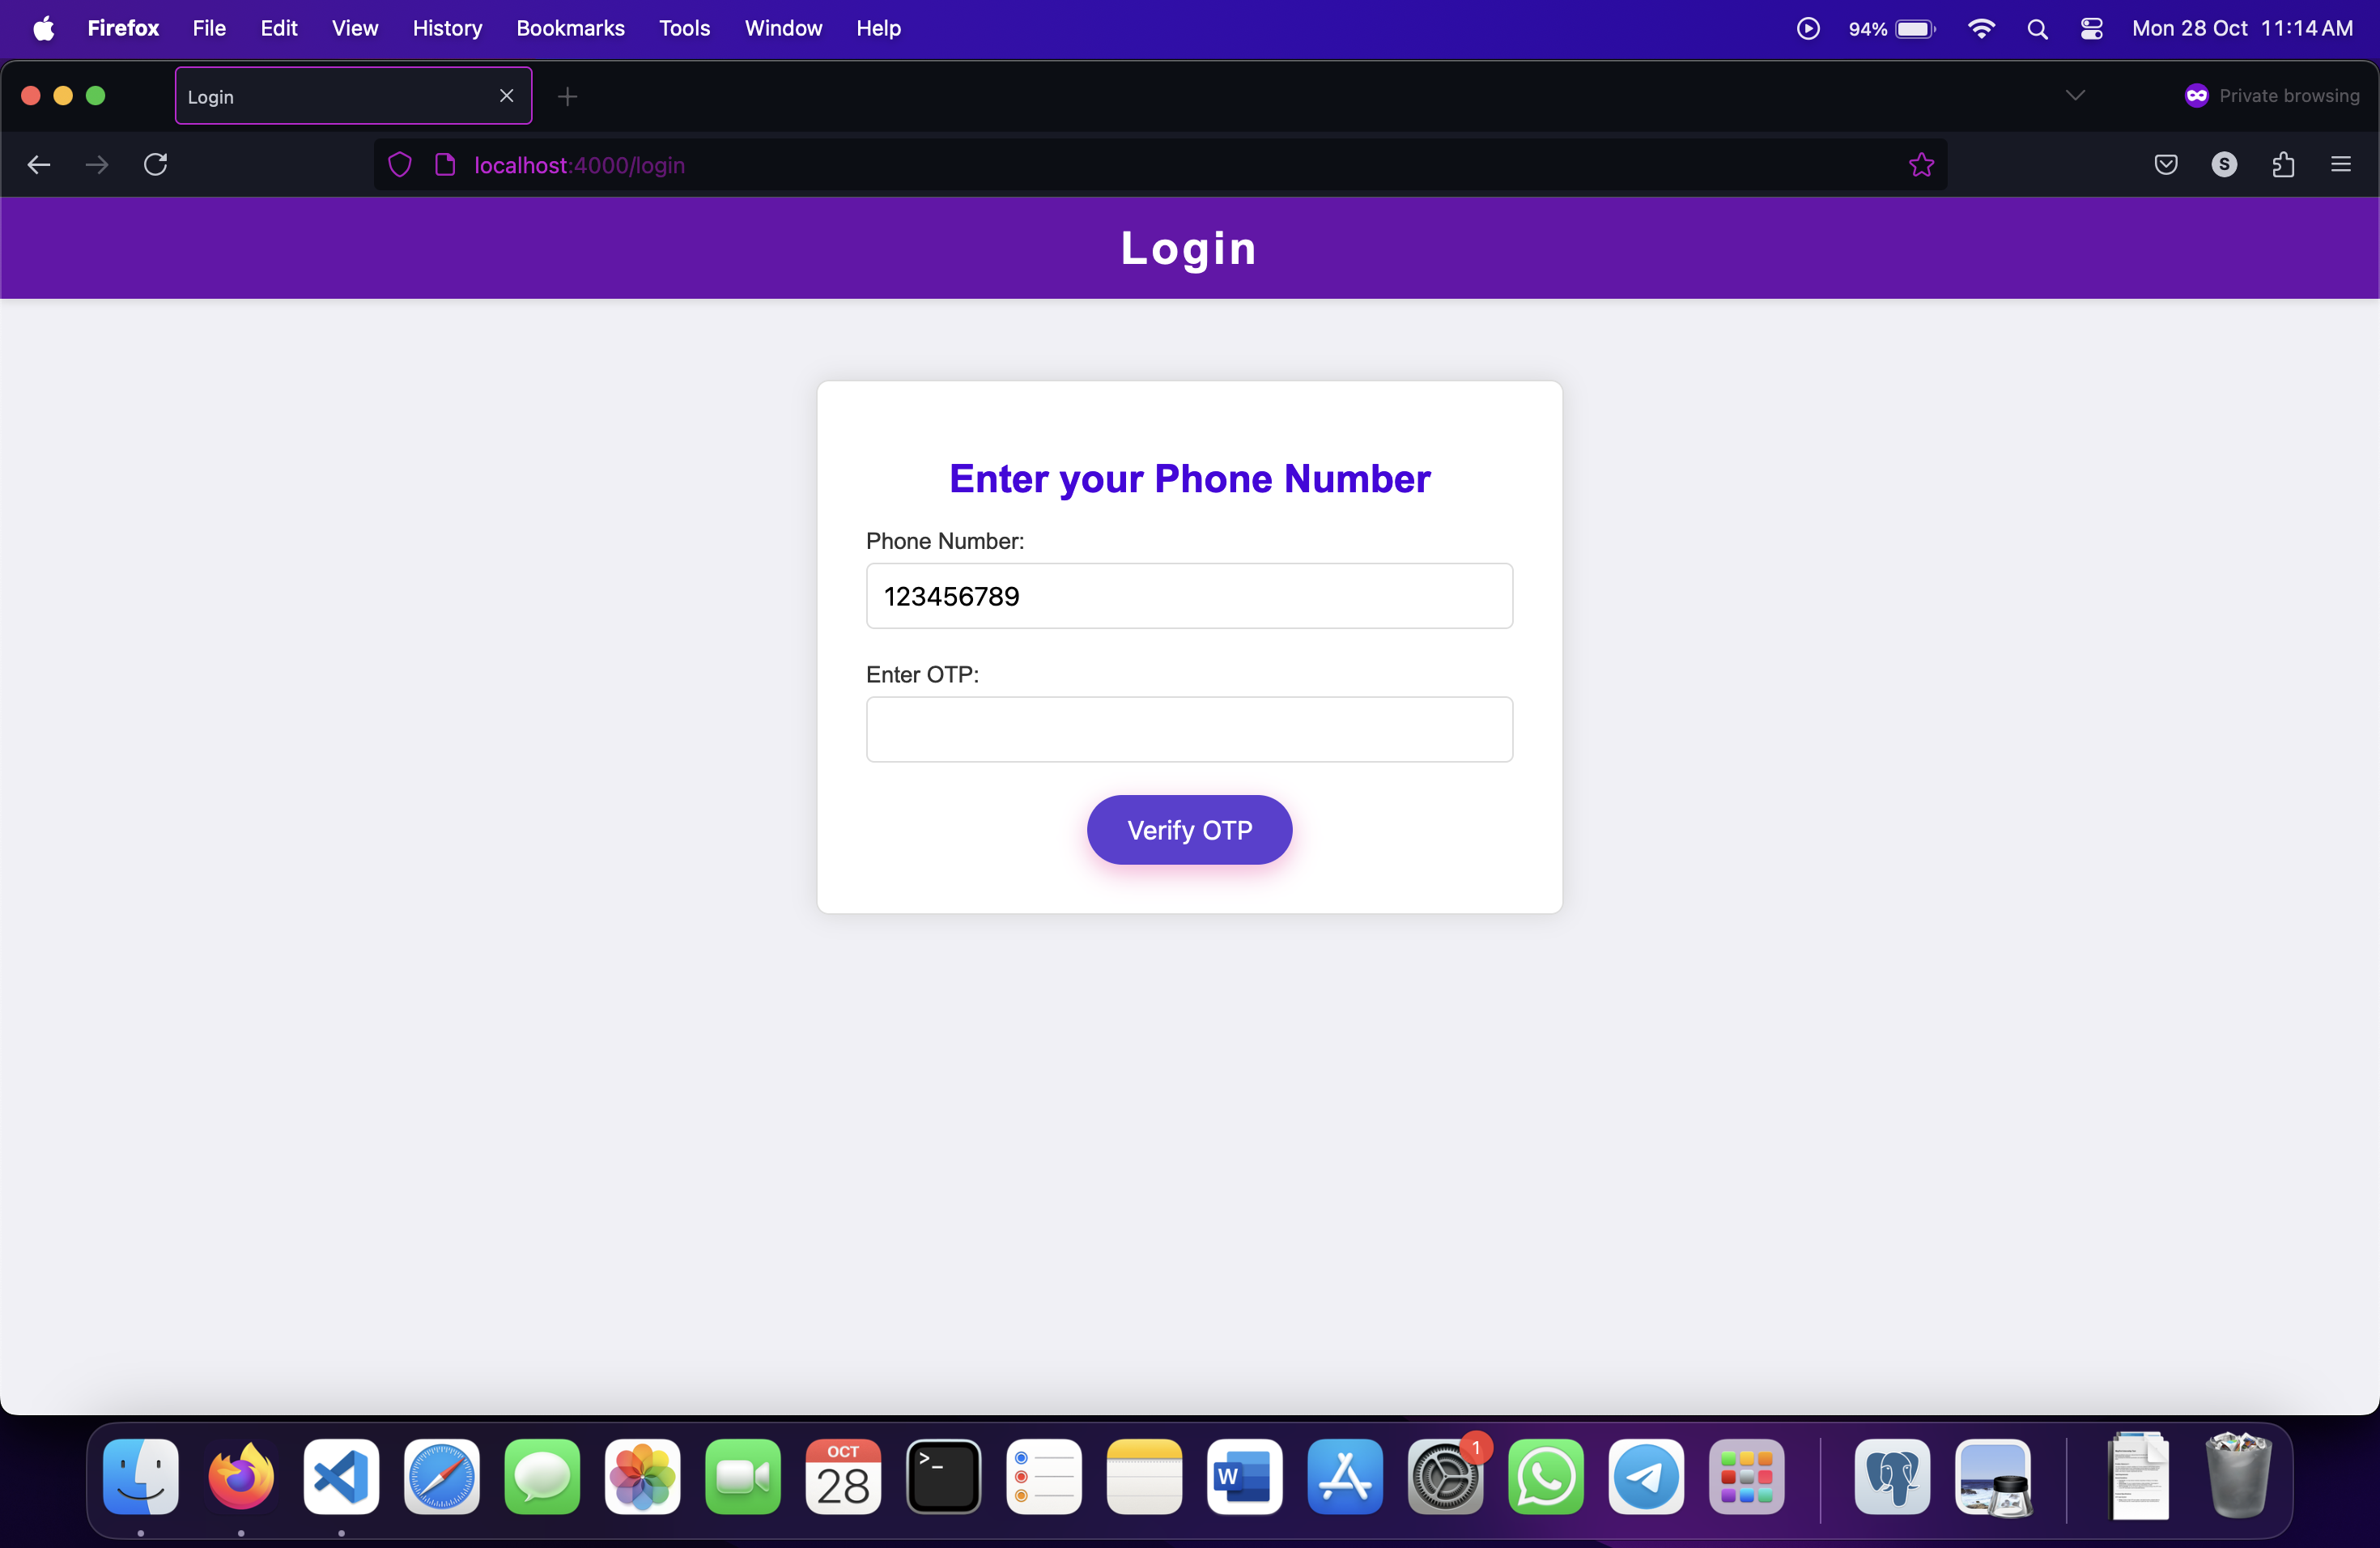 Firefox File Edit View History Bookmarks Tools Window Help 94% Mon 28 Oct 11:14 AM
Login Private browsing
localhost:4000/login S
Login
Enter your Phone Number
Phone Number:
123456789
Enter OTP:
Verify OTP
OCT
28
>_
W
1